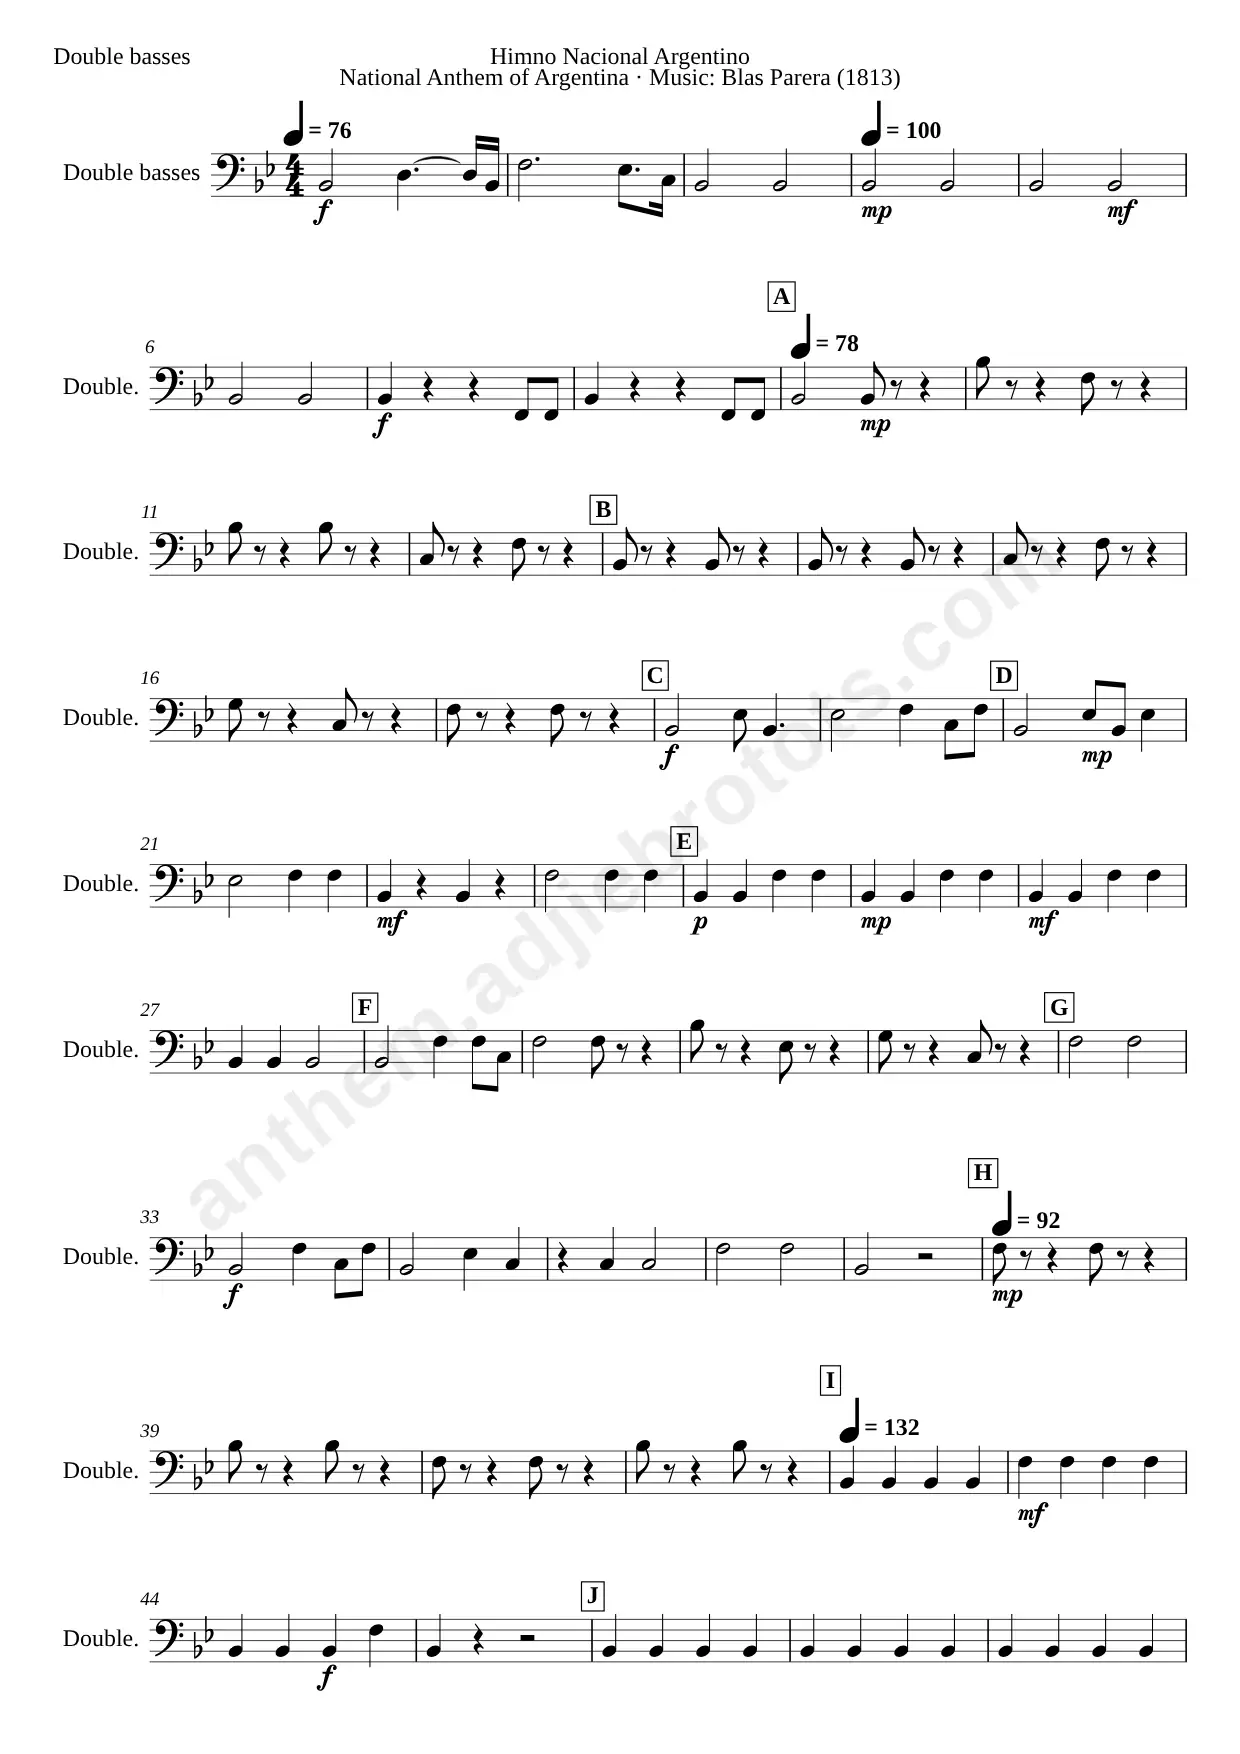 Double basses
Himno Nacional Argentino
National Anthem of Argentina · Music: Blas Parera (1813)
= 76
= 100
Double basses
f
mp
mf
A
= 78
6
Double.
f
mp
11
B
Double.
16
C
D
Double.
f
mp
21
E
Double.
mf
p
mp
mf
27
F
G
Double.
H
= 92
33
Double.
f
mp
I
= 132
39
Double.
mf
44
J
Double.
f
anthem.adjiebrotots.com